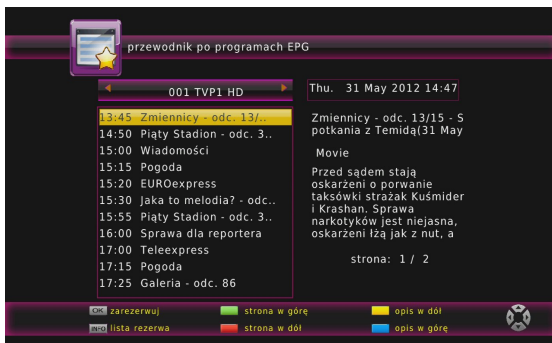 przewodnik po programach EPG
001 TVP1 HD
Thu. 31 May 2012 14:47
13:45 Zmiennicy - odc. 13/..
14:50 Piąty Stadion - odc. 3..
15:00 Wiadomości
15:15 Pogoda
15:20 EUROexpress
15:30 Jaka to melodia? - odc..
15:55 Piąty Stadion - odc. 3..
16:00 Sprawa dla reportera
17:00 Teleexpress
17:15 Pogoda
17:25 Galeria - odc. 86
Zmiennicy - odc. 13/15 - S
potkania z Temidą(31 May
Movie
Przed sądem stają
oskarżeni o porwanie
taksówki strażak Kuśmider
i Krashan. Sprawa
narkotyków jest niejasna,
oskarżeni łżą jak z nut, a
strona: 1 / 2
OK zarezerwuj
strona w górę
opis w dół
INFO lista rezerwa
strona w dół
opis w górę